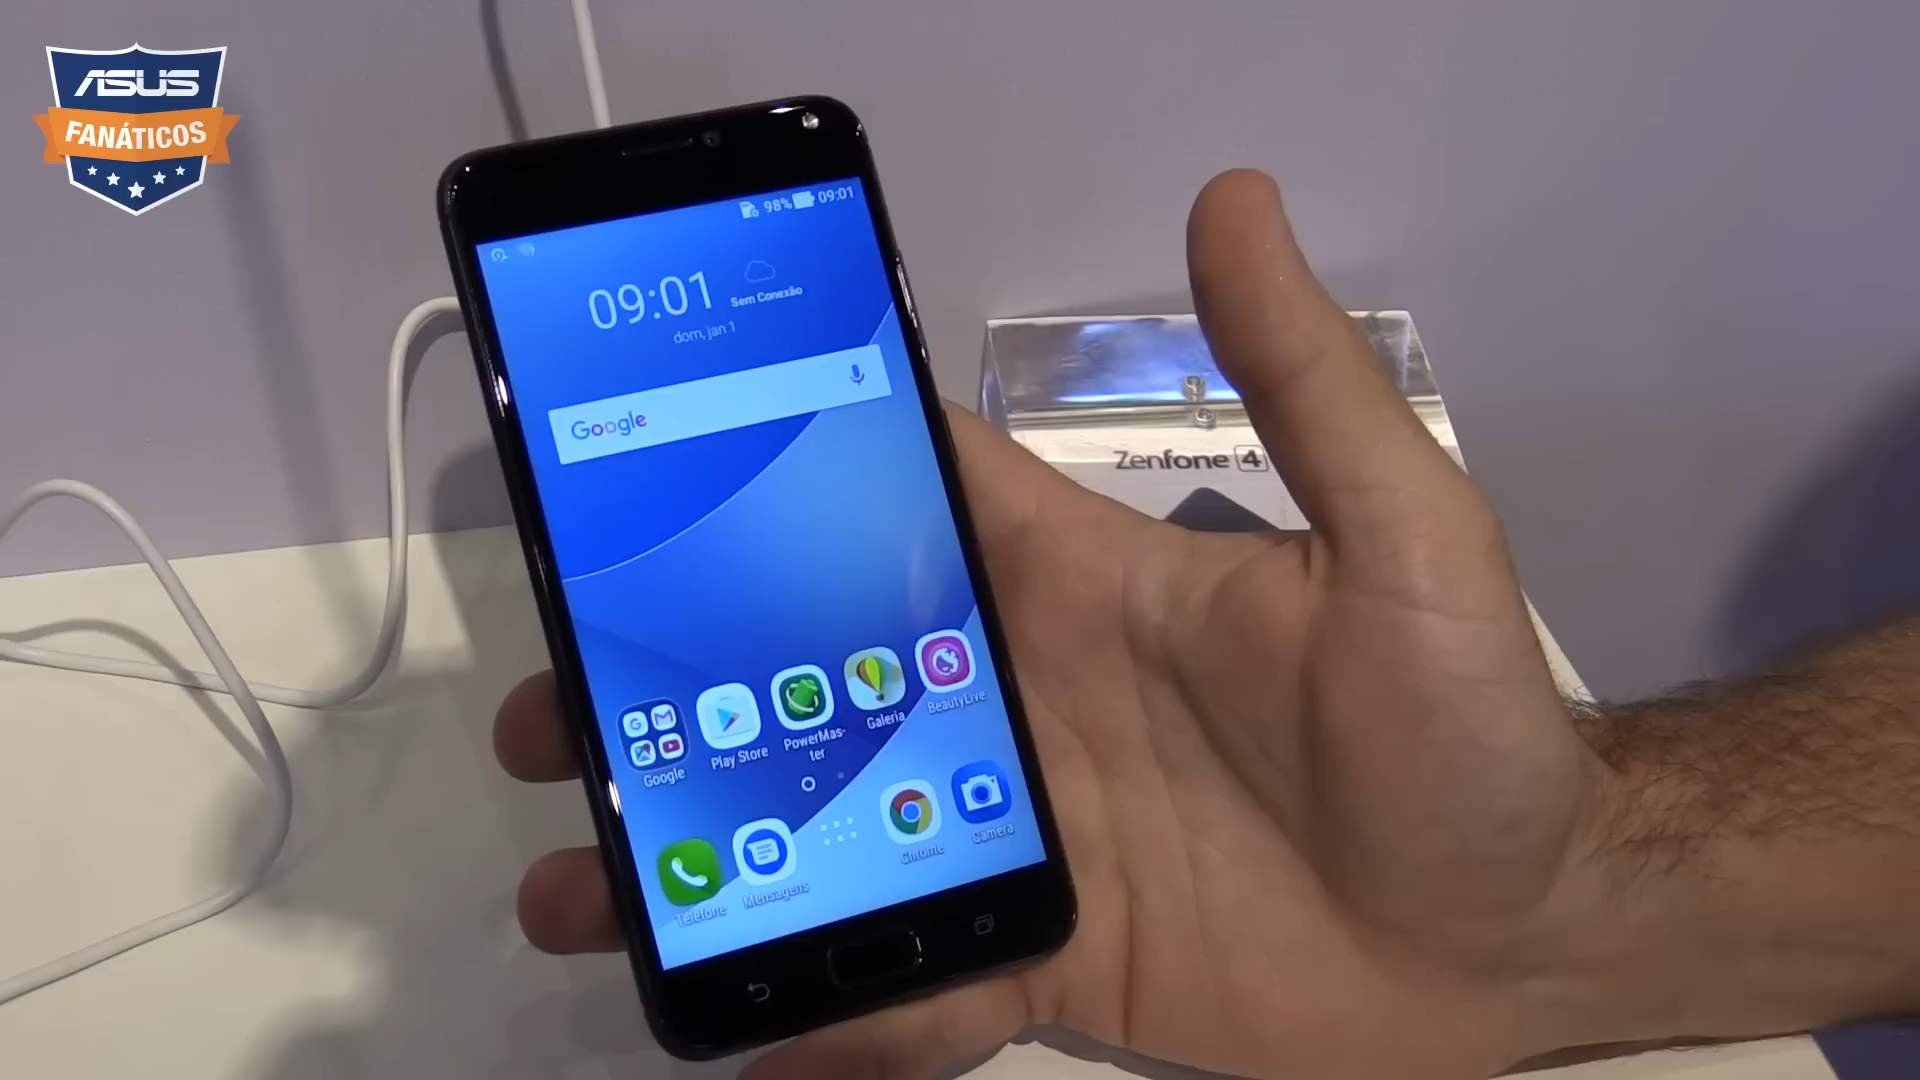 ASUS
FANÁTICOS
98% 09:01
09:01
Sem Conexão
dom, jan 1
Google
Zenfone 4
Google
Play Store
PowerMas-
ter
Galeria
BeautyLive
Telefone
Mensagens
Chrome
Camera